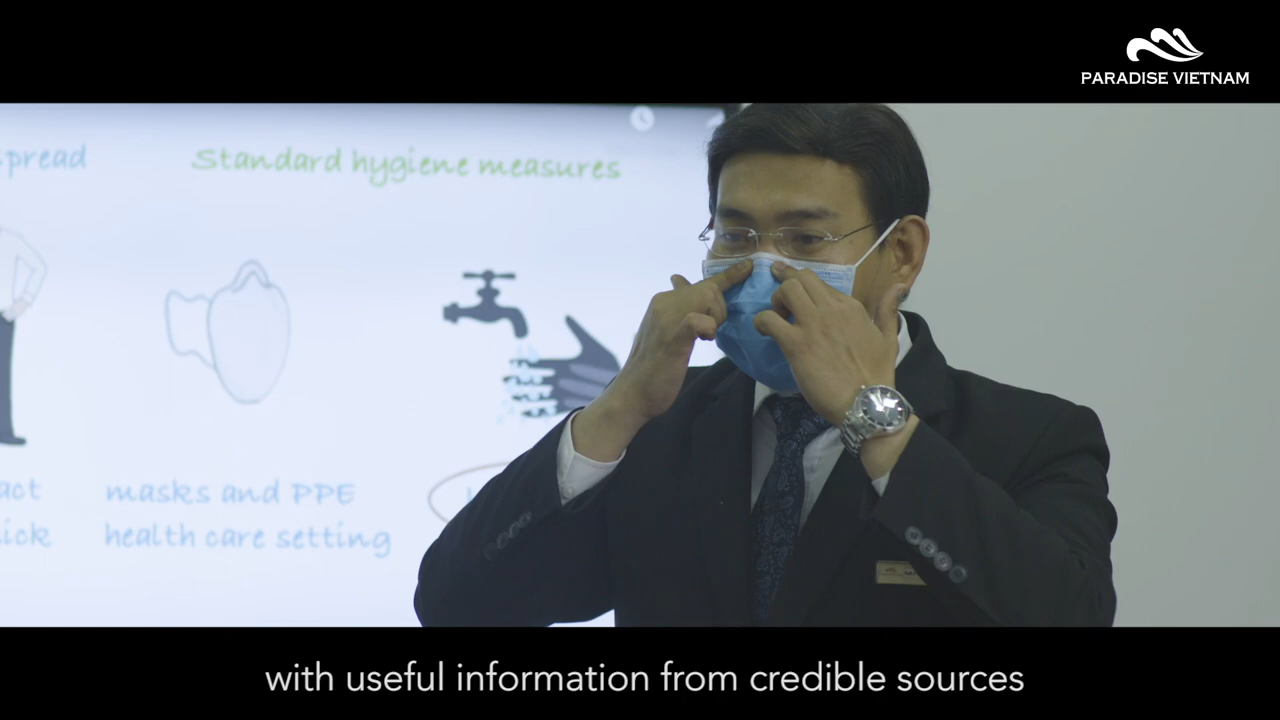 PARADISE VIETNAM
spread
Standard hygiene measures
act
masks and PPE
ick
health care setting
with useful information from credible sources